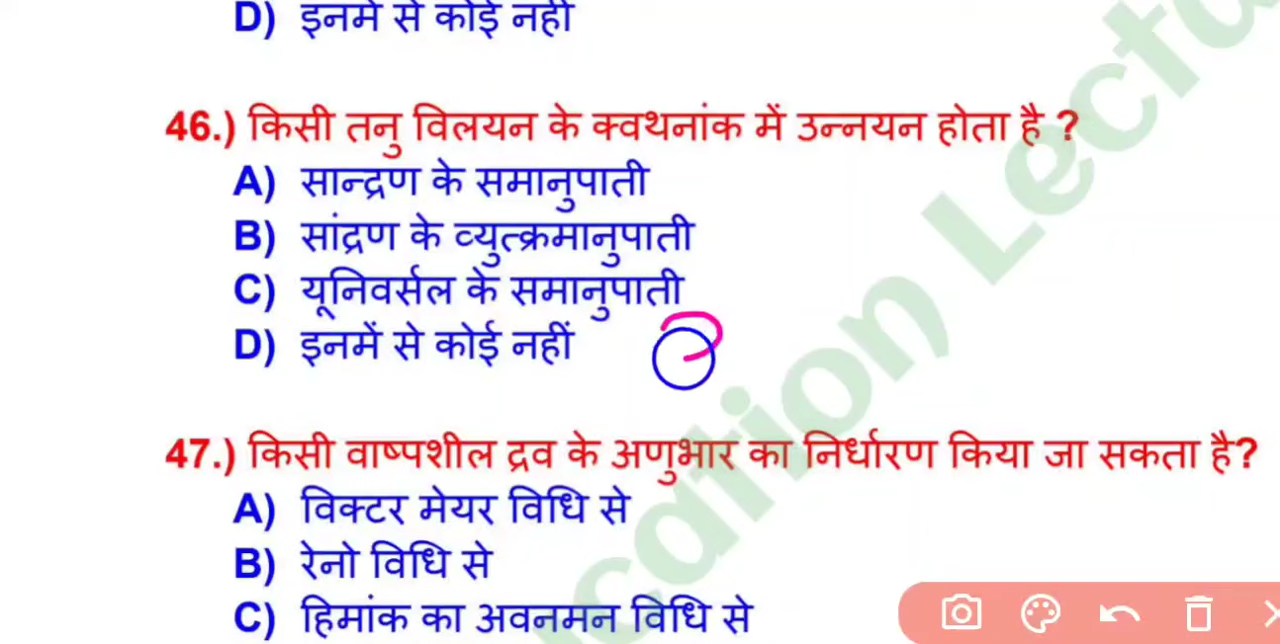 D) इनमें से कोई नहीं
46.) किसी तनु विलयन के क्वथनांक में उन्नयन होता है ?
A) सान्द्रण के समानुपाती
B) सांद्रण के व्युत्क्रमानुपाती
C) यूनिवर्सल के समानुपाती
D) इनमें से कोई नहीं
47.) किसी वाष्पशील द्रव के अणुभार का निर्धारण किया जा सकता है?
A) विक्टर मेयर विधि से
B) रेनो विधि से
C) हिमांक का अवनमन विधि से